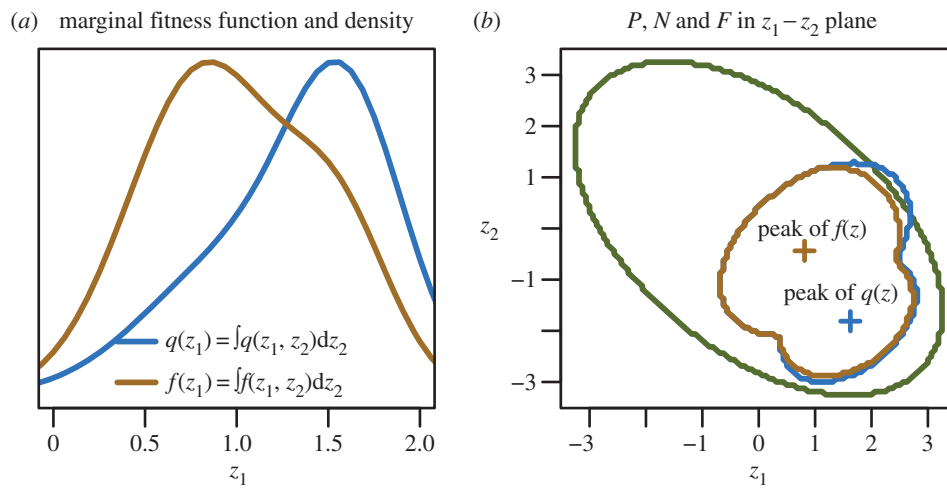 (a) marginal fitness function and density
q(z₁) = ∫q(z₁, z₂)dz₂
f(z₁) = ∫f(z₁, z₂)dz₂
0 0.5 1.0 1.5 2.0
z₁
(b) P, N and F in z₁ – z₂ plane
3
2
1
z₂
−1
−3
peak of f(z)
peak of q(z)
−3 −2 −1 0 1 2 3
z₁